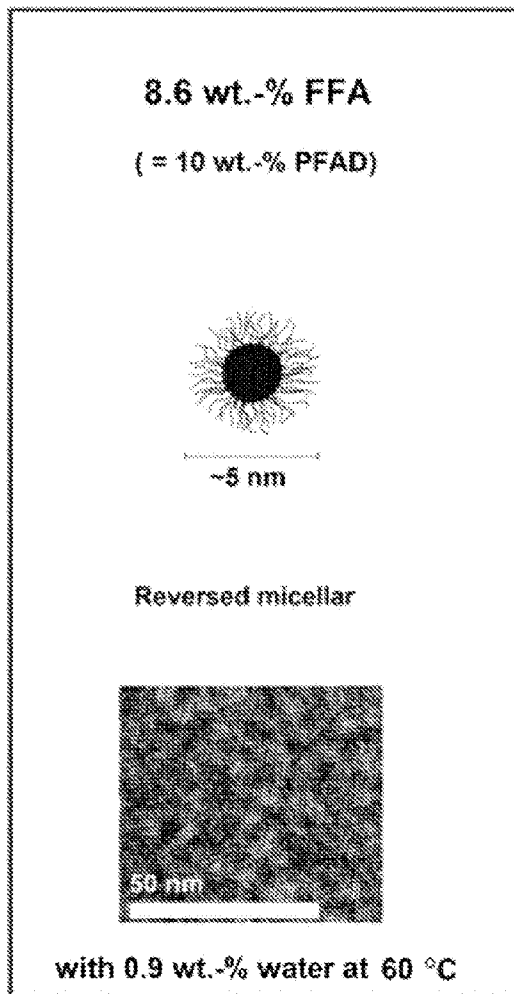 8.6 wt.-% FFA
( = 10 wt.-% PFAD)
~5 nm
Reversed micellar
50 nm
with 0.9 wt.-% water at 60 °C